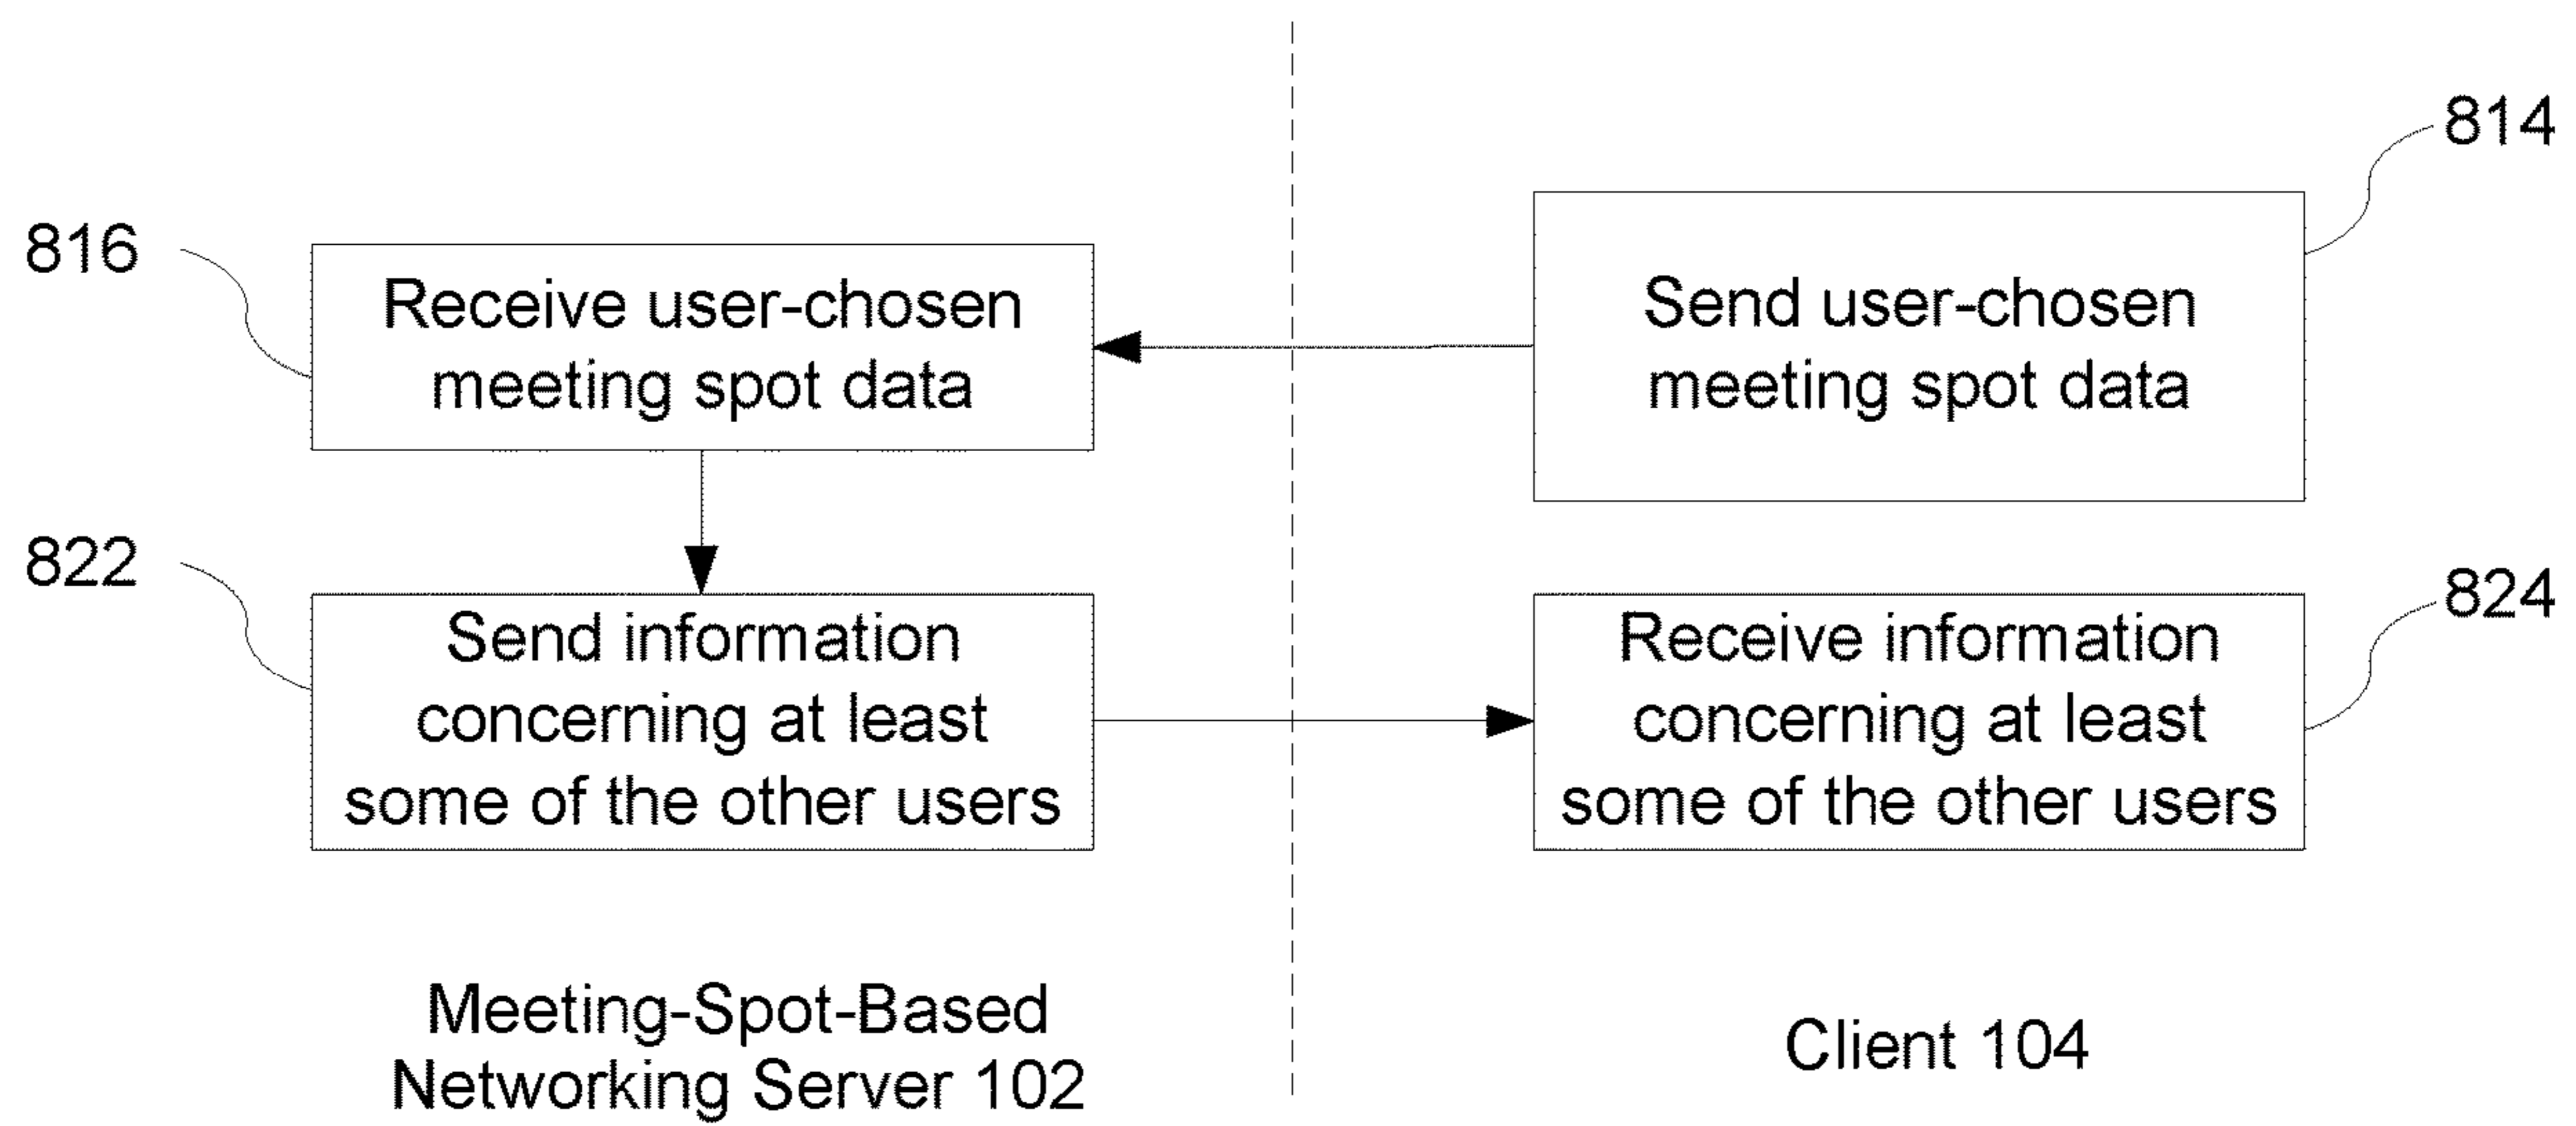 814
816
Receive user-chosen
meeting spot data
Send user-chosen
meeting spot data
822
Send information
concerning at least
some of the other users
Receive information
concerning at least
some of the other users
824
Meeting-Spot-Based
Networking Server 102
Client 104